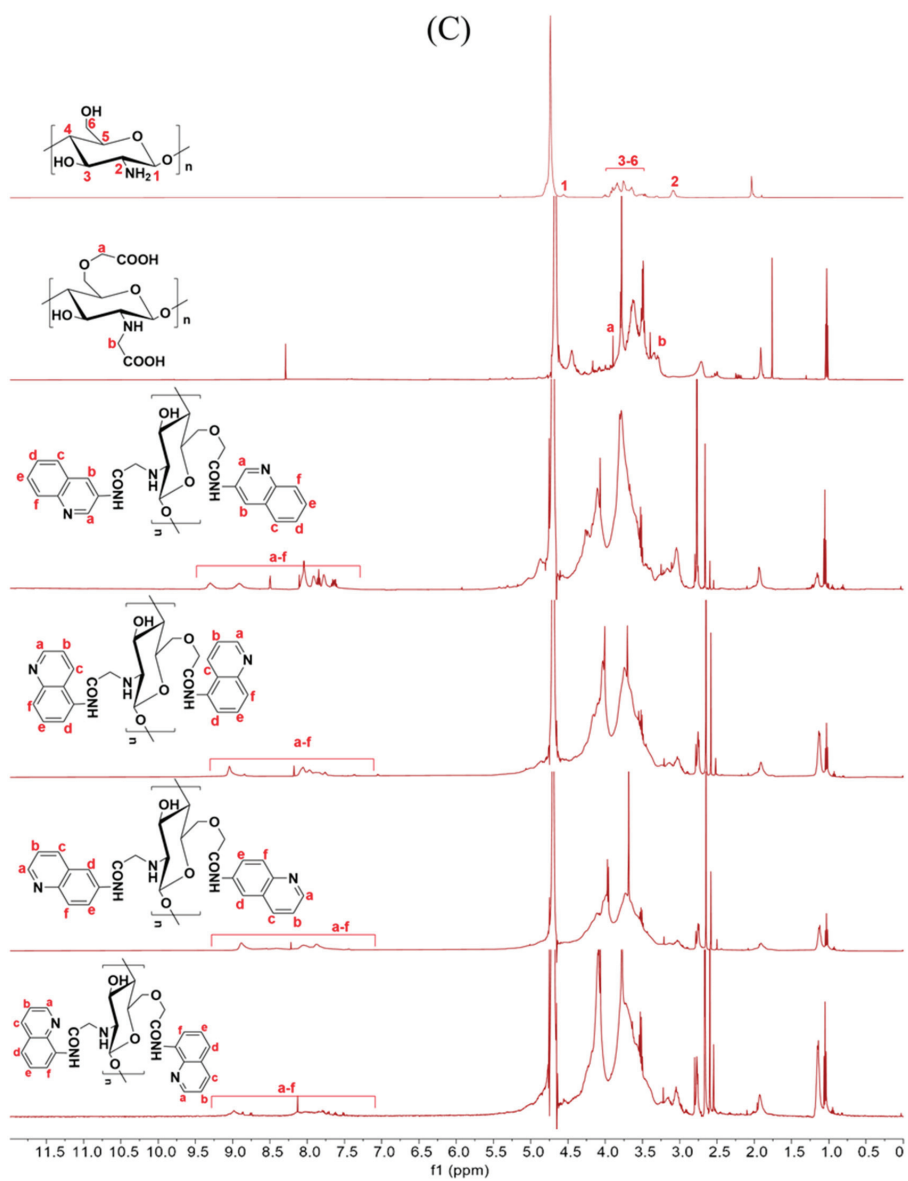 (C)
OH
6
4
5
O
HO
3
2
NH2
1
O
n
1
3-6
2
a
O
COOH
O
HO
NH
O
n
b
COOH
a
b
OH
O
d
c
b
e
f
N
a
CONH
N
H
O
O
n
CONH
a
N
b
f
e
c
d
a-f
OH
O
a
b
N
c
f
e
d
CONH
N
H
O
O
n
b
a
c
N
CONH
f
d
e
a-f
OH
O
b
c
a
N
d
f
e
CONH
N
H
O
O
n
CONH
e
f
d
N
a
c
b
a-f
OH
O
b
a
c
N
d
e
f
CONH
N
H
O
O
n
CONH
f
e
d
N
c
a
b
a-f
11.5 11.0 10.5 10.0 9.5 9.0 8.5 8.0 7.5 7.0 6.5 6.0 5.5 5.0 4.5 4.0 3.5 3.0 2.5 2.0 1.5 1.0 0.5 0
f1 (ppm)